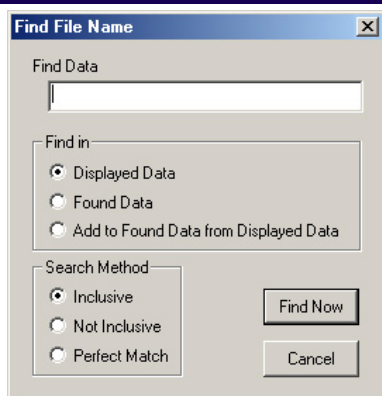 Find File Name
Find Data
Find in
Displayed Data
Found Data
Add to Found Data from Displayed Data
Search Method
Inclusive
Not Inclusive
Perfect Match
Find Now
Cancel